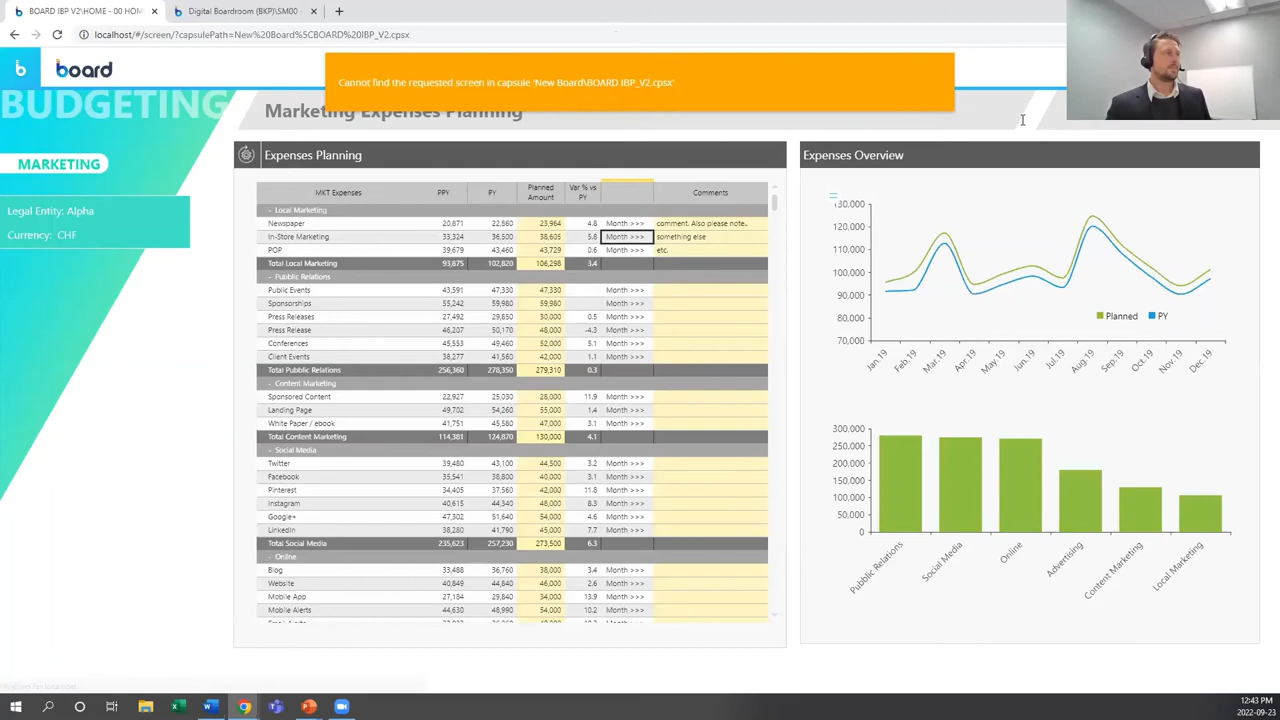 BOARD IBP V2\HOME - 00 HOM
Digital Boardroom (BKP)\SM00
localhost/#/screen/?capsulePath=New%20Board%5CBOARD%20IBP_V2.cpsx
b board
Cannot find the requested screen in capsule 'New Board\BOARD IBP_V2.cpsx'
BUDGETING
Marketing Expenses Planning
MARKETING
Legal Entity: Alpha
Currency: CHF
Expenses Planning
MKT Expenses PPY PY Planned Amount Var % vs PY Comments
- Local Marketing
Newspaper 20,871 22,860 23,964 4.8 Month >>> comment. Also please note..
In-Store Marketing 33,324 36,500 38,605 5.8 Month >>> something else
POP 39,679 43,460 43,729 0.6 Month >>> etc.
Total Local Marketing 93,875 102,820 106,298 3.4
- Pubblic Relations
Public Events 43,591 47,330 47,330 Month >>>
Sponsorships 55,242 59,980 59,980 Month >>>
Press Releases 27,492 29,850 30,000 0.5 Month >>>
Press Release 46,207 50,170 48,000 -4.3 Month >>>
Conferences 45,553 49,460 52,000 5.1 Month >>>
Client Events 38,277 41,560 42,000 1.1 Month >>>
Total Pubblic Relations 256,360 278,350 279,310 0.3
- Content Marketing
Sponsored Content 22,927 25,030 28,000 11.9 Month >>>
Landing Page 49,702 54,260 55,000 1.4 Month >>>
White Paper / ebook 41,751 45,580 47,000 3.1 Month >>>
Total Content Marketing 114,381 124,870 130,000 4.1
- Social Media
Twitter 39,480 43,100 44,500 3.2 Month >>>
Facebook 35,541 38,800 40,000 3.1 Month >>>
Pinterest 34,405 37,560 42,000 11.8 Month >>>
Instagram 40,615 44,340 48,000 8.3 Month >>>
Google+ 47,302 51,640 54,000 4.6 Month >>>
LinkedIn 38,280 41,790 45,000 7.7 Month >>>
Total Social Media 235,623 257,230 273,500 6.3
- Online
Blog 33,488 36,760 38,000 3.4 Month >>>
Website 40,849 44,840 46,000 2.6 Month >>>
Mobile App 27,184 29,840 34,000 13.9 Month >>>
Mobile Alerts 44,630 48,990 54,000 10.2 Month >>>
Expenses Overview
130,000
120,000
110,000
100,000
90,000
80,000
70,000
Planned PY
Jan.19 Feb.19 Mar.19 Apr.19 May.19 Jun.19 Jul.19 Aug.19 Sep.19 Oct.19 Nov.19 Dec.19
300,000
250,000
200,000
150,000
100,000
50,000
0
Pubblic Relations Social Media Online Advertising Content Marketing Local Marketing
12:43 PM
2022-09-23